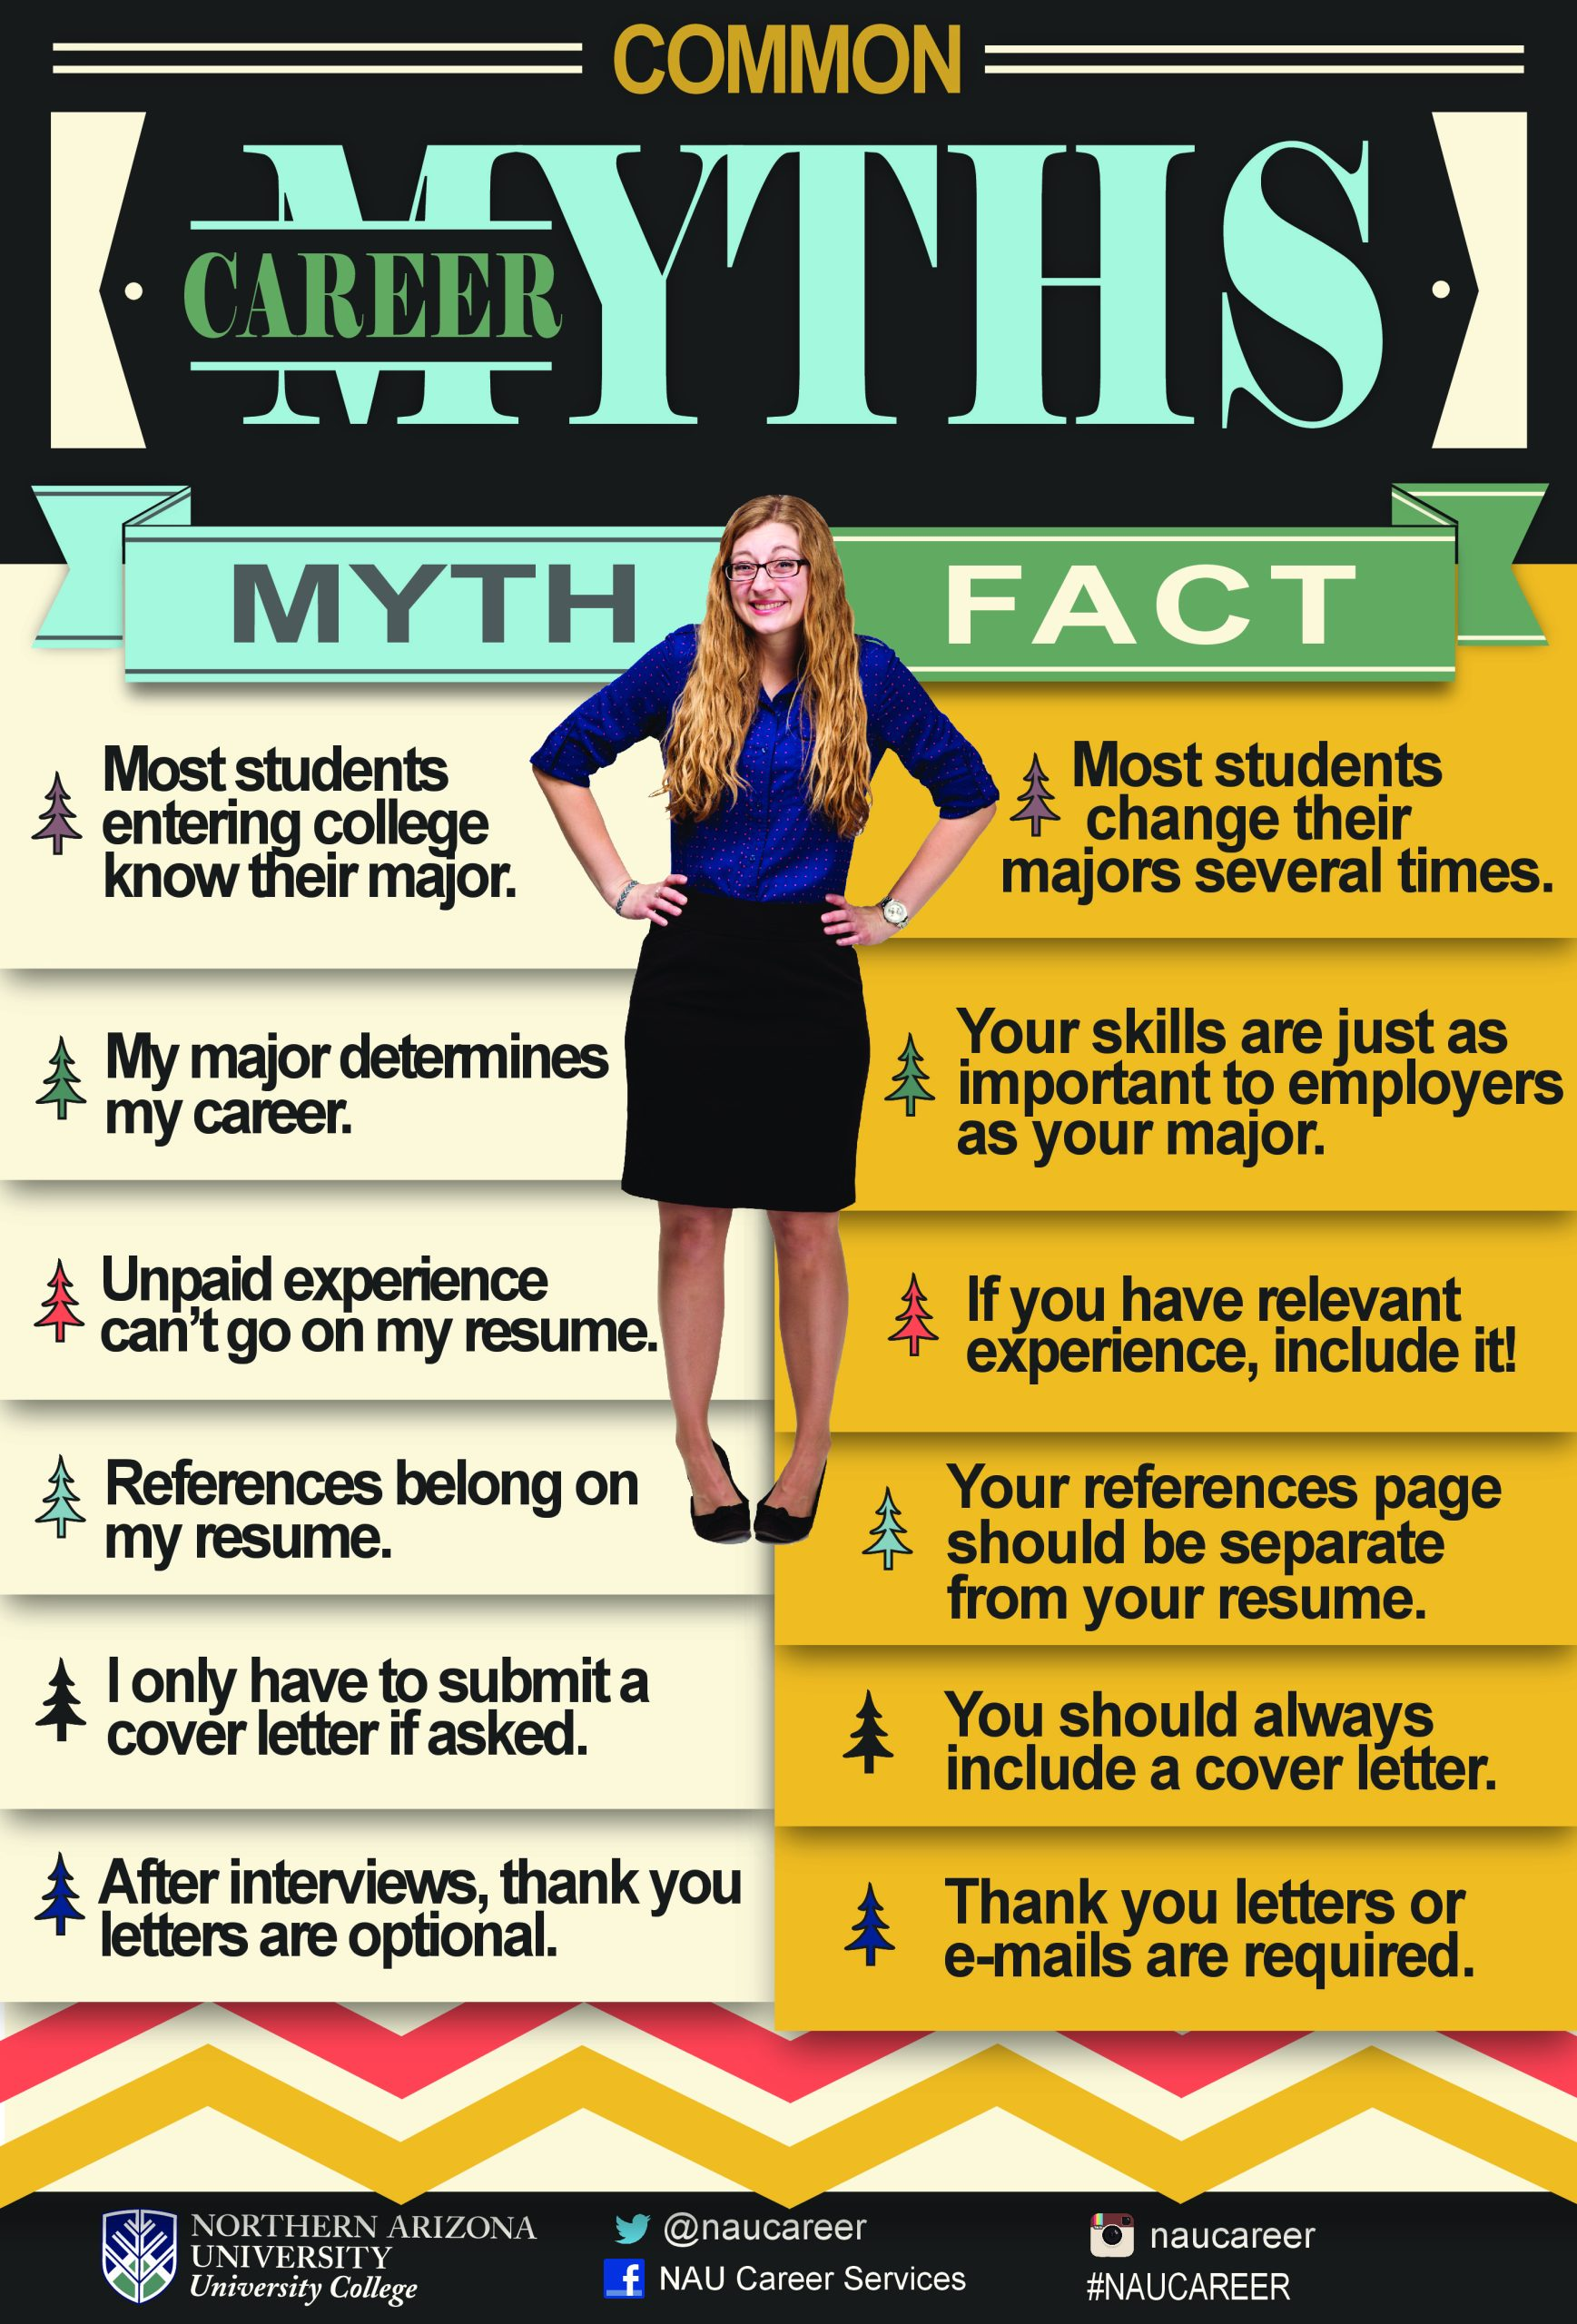 COMMON
CAREER
MYTHS
MYTH
FACT
Most students
entering college
know their major.
Most students
change their
majors several times.
My major determines
my career.
Your skills are just as
important to employers
as your major.
Unpaid experience
can't go on my resume.
If you have relevant
experience, include it!
References belong on
my resume.
Your references page
should be separate
from your resume.
I only have to submit a
cover letter if asked.
You should always
include a cover letter.
After interviews, thank you
letters are optional.
Thank you letters or
e-mails are required.
NORTHERN ARIZONA
UNIVERSITY
University College
@naucareer
NAU Career Services
naucareer
#NAUCAREER